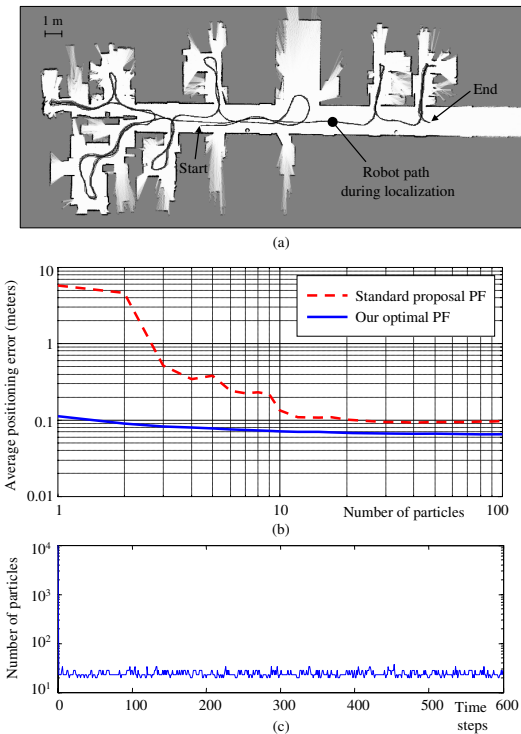 1 m
End
Start
Robot path
during localization
(a)
Average positioning error (meters)
10
1
0.1
0.01
Standard proposal PF
Our optimal PF
1
10
Number of particles
100
(b)
Number of particles
10^4
10^3
10^2
10^1
0
100
200
300
400
500
Time
steps
600
(c)